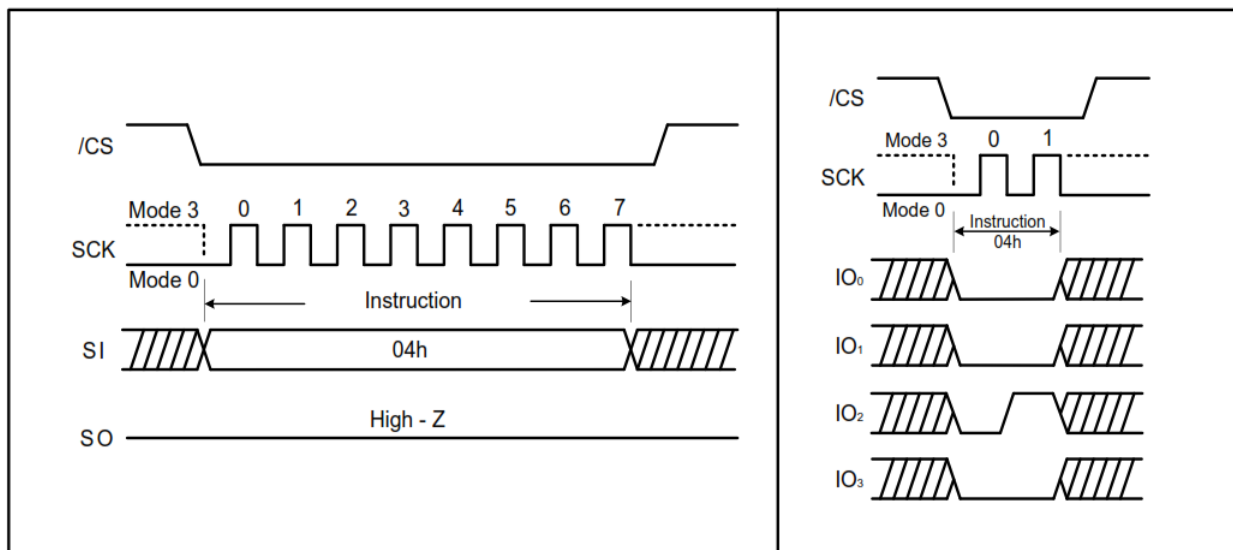 /CS
Mode 3 0 1 2 3 4 5 6 7
SCK
Mode 0
Instruction
SI 04h
High - Z
SO
/CS
Mode 3 0 1
SCK
Mode 0
Instruction
04h
IO₀
IO₁
IO₂
IO₃